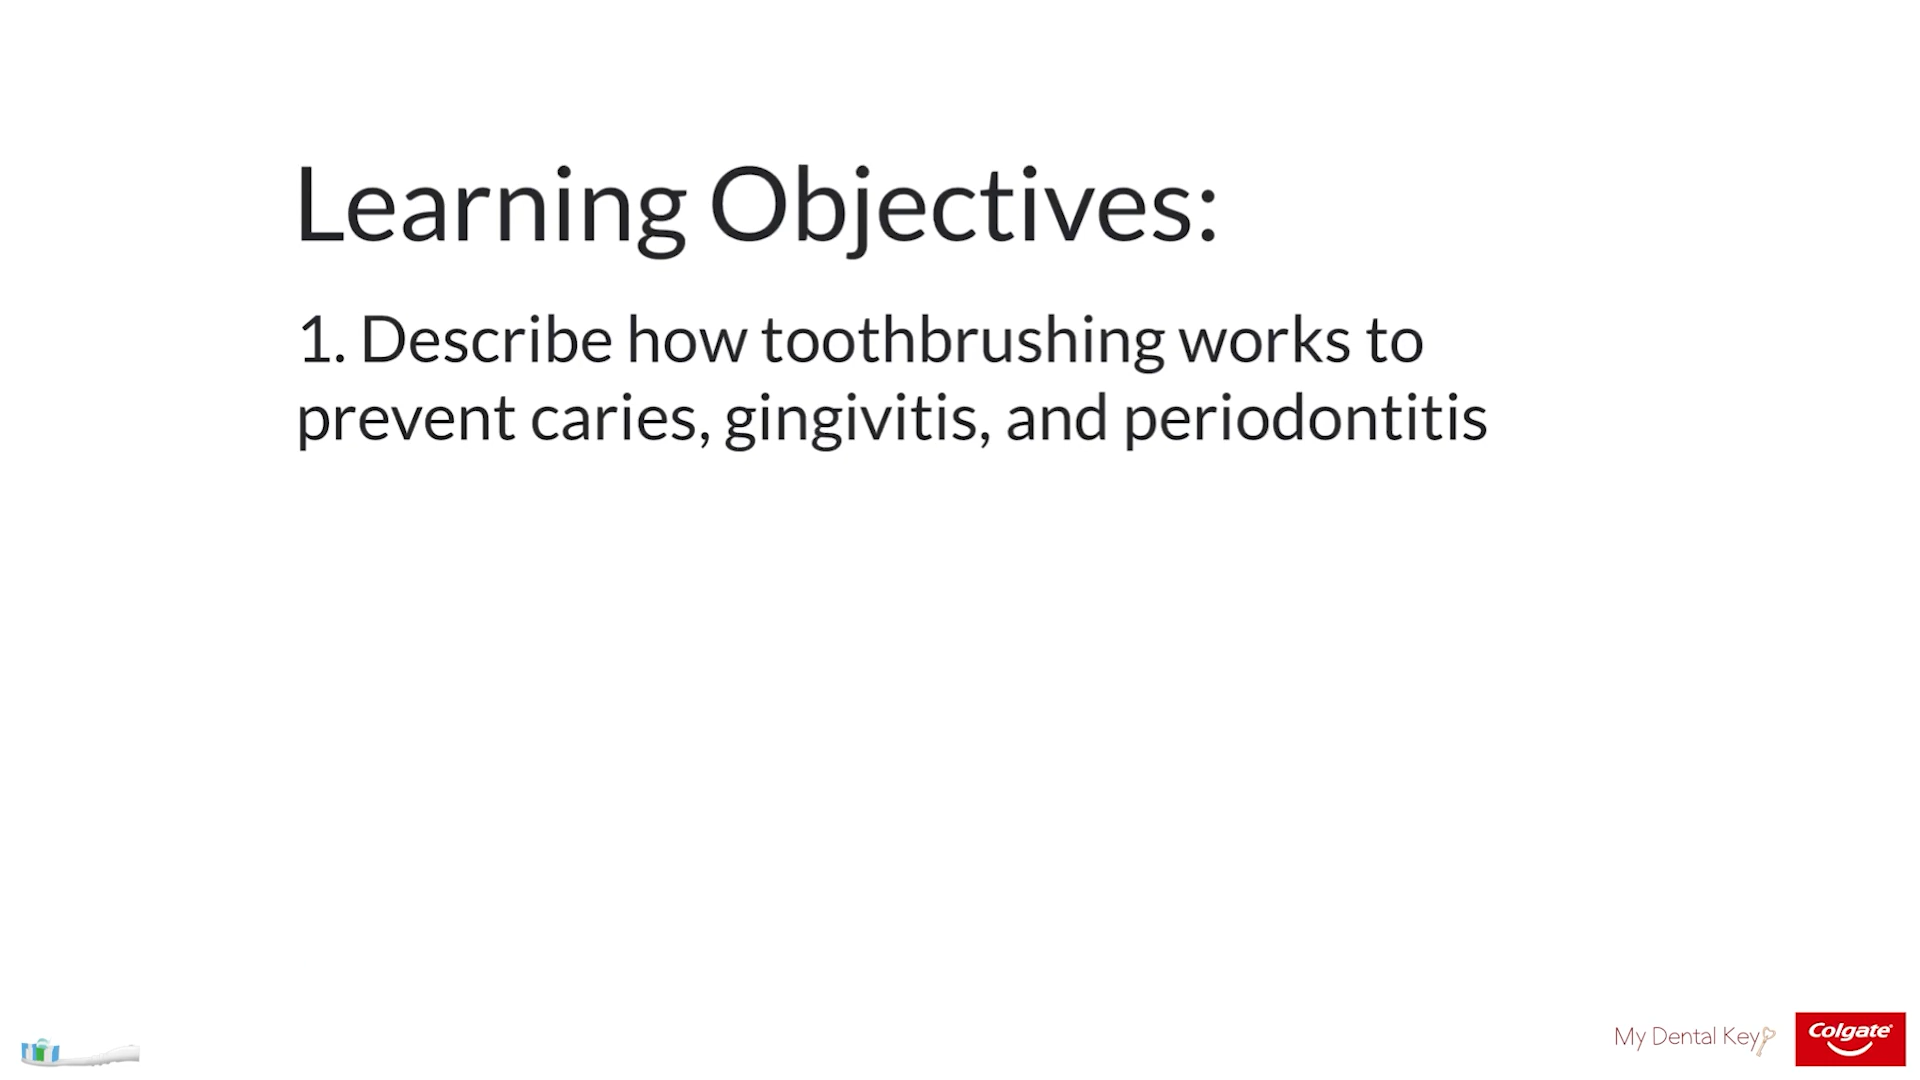 Learning Objectives:
1. Describe how toothbrushing works to
prevent caries, gingivitis, and periodontitis
My Dental Key
Colgate